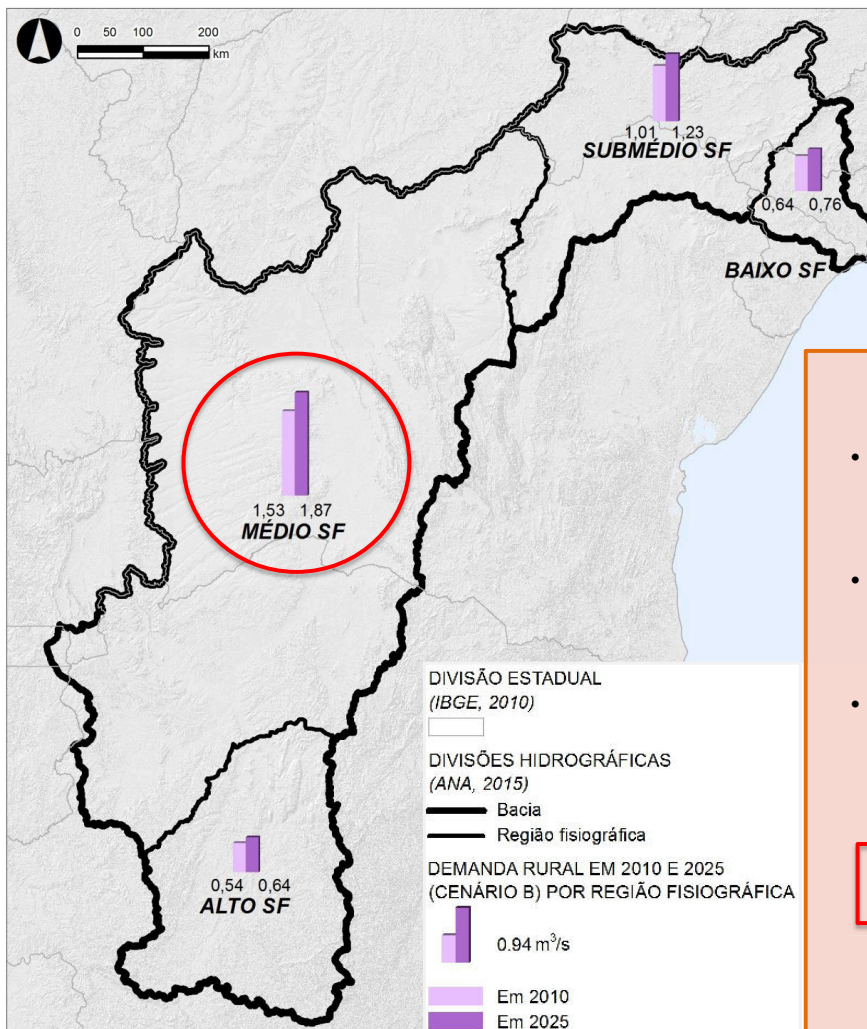 0 50 100 200
km
1,01 1,23
SUBMÉDIO SF
0,64 0,76
BAIXO SF
1,53 1,87
MÉDIO SF
0,54 0,64
ALTO SF
DIVISÃO ESTADUAL
(IBGE, 2010)
DIVISÕES HIDROGRÁFICAS
(ANA, 2015)
Bacia
Região fisiográfica
DEMANDA RURAL EM 2010 E 2025
(CENÁRIO B) POR REGIÃO FISIOGRÁFICA
0.94 m³/s
Em 2010
Em 2025
•
•
•